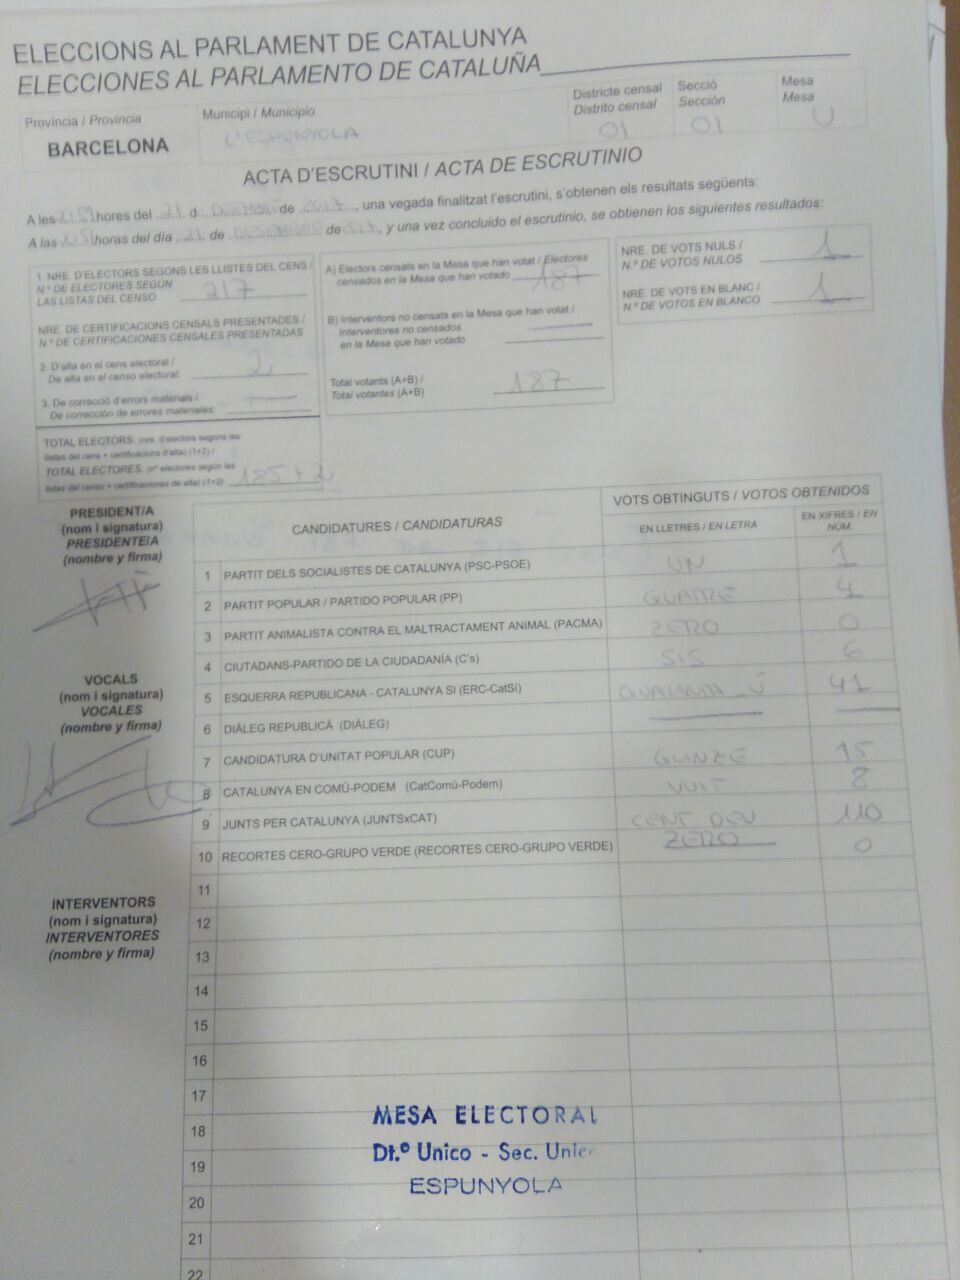 ELECCIONS AL PARLAMENT DE CATALUNYA
ELECCIONES AL PARLAMENTO DE CATALUÑA
Província / Provincia
BARCELONA
Municipi / Municipio
L'ESPUNYOLA
Districte censal
Distrito censal
01
Secció
Sección
01
Mesa
Mesa
U
ACTA D'ESCRUTINI / ACTA DE ESCRUTINIO
A les hores del 21 d de 2017, una vegada finalitzat l'escrutini, s'obtenen els resultats següents:
A las horas del día 21 de, y una vez concluido el escrutinio, se obtienen los siguientes resultados:
1. NRE. D'ELECTORS SEGONS LES LLISTES DEL CENS /
N.º DE ELECTORES SEGÚN
LAS LISTAS DEL CENSO 217
NRE. DE CERTIFICACIONS CENSALS PRESENTADES /
N.º DE CERTIFICACIONES CENSALES PRESENTADAS
2. D'alta en el cens electoral /
De alta en el censo electoral: 2
3. De correcció d'errors materials /
De corrección de errores materiales: —
TOTAL ELECTORS: (nre. d'electors segons les
llistes del cens + certificacions d'alta) (1+2) /
TOTAL ELECTORES: (nº electores según las
listas del censo + certificaciones de alta) (1+2) 185+2
A) Electors censats en la Mesa que han votat / Electores
censados en la Mesa que han votado 187
B) Interventors no censats en la Mesa que han votat /
Interventores no censados
en la Mesa que han votado —
Total votants (A+B) /
Total votantes (A+B) 187
NRE. DE VOTS NULS /
N.º DE VOTOS NULOS 1
NRE. DE VOTS EN BLANC /
N.º DE VOTOS EN BLANCO 1
PRESIDENT/A
(nom i signatura)
PRESIDENTE/A
(nombre y firma)
VOCALS
(nom i signatura)
VOCALES
(nombre y firma)
INTERVENTORS
(nom i signatura)
INTERVENTORES
(nombre y firma)
CANDIDATURES / CANDIDATURAS
VOTS OBTINGUTS / VOTOS OBTENIDOS
EN LLETRES / EN LETRA
EN XIFRES / EN NÚM.
1 PARTIT DELS SOCIALISTES DE CATALUNYA (PSC-PSOE) UN 1
2 PARTIT POPULAR / PARTIDO POPULAR (PP) QUATRE 4
3 PARTIT ANIMALISTA CONTRA EL MALTRACTAMENT ANIMAL (PACMA) ZERO 0
4 CIUTADANS-PARTIDO DE LA CIUDADANÍA (C's) SIS 6
5 ESQUERRA REPUBLICANA - CATALUNYA SI (ERC-CatSí) QUARANTA-Ú 41
6 DIÀLEG REPUBLICÀ (DIÀLEG) — —
7 CANDIDATURA D'UNITAT POPULAR (CUP) QUINZE 15
8 CATALUNYA EN COMÚ-PODEM (CatComú-Podem) VUIT 8
9 JUNTS PER CATALUNYA (JUNTSxCAT) CENT DEU 110
10 RECORTES CERO-GRUPO VERDE (RECORTES CERO-GRUPO VERDE) ZERO 0
11
12
13
14
15
16
17
18
19
20
21
22
MESA ELECTORAL
Dt.º Unico - Sec. Unica
ESPUNYOLA